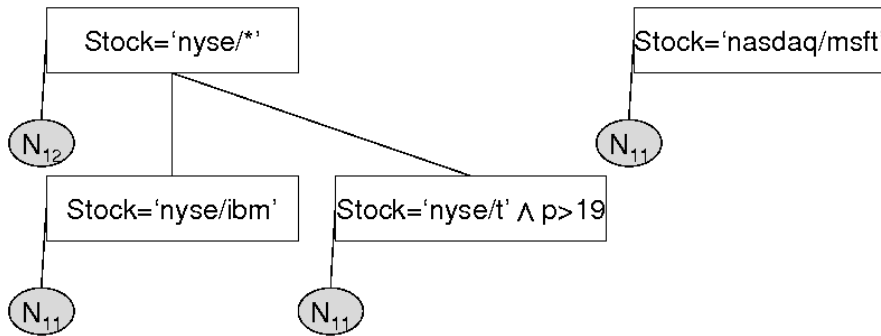 Stock=‘nyse/*’
Stock=‘nasdaq/msft
N12
N11
Stock=‘nyse/ibm’
Stock=‘nyse/t’ ∧ p>19
N11
N11